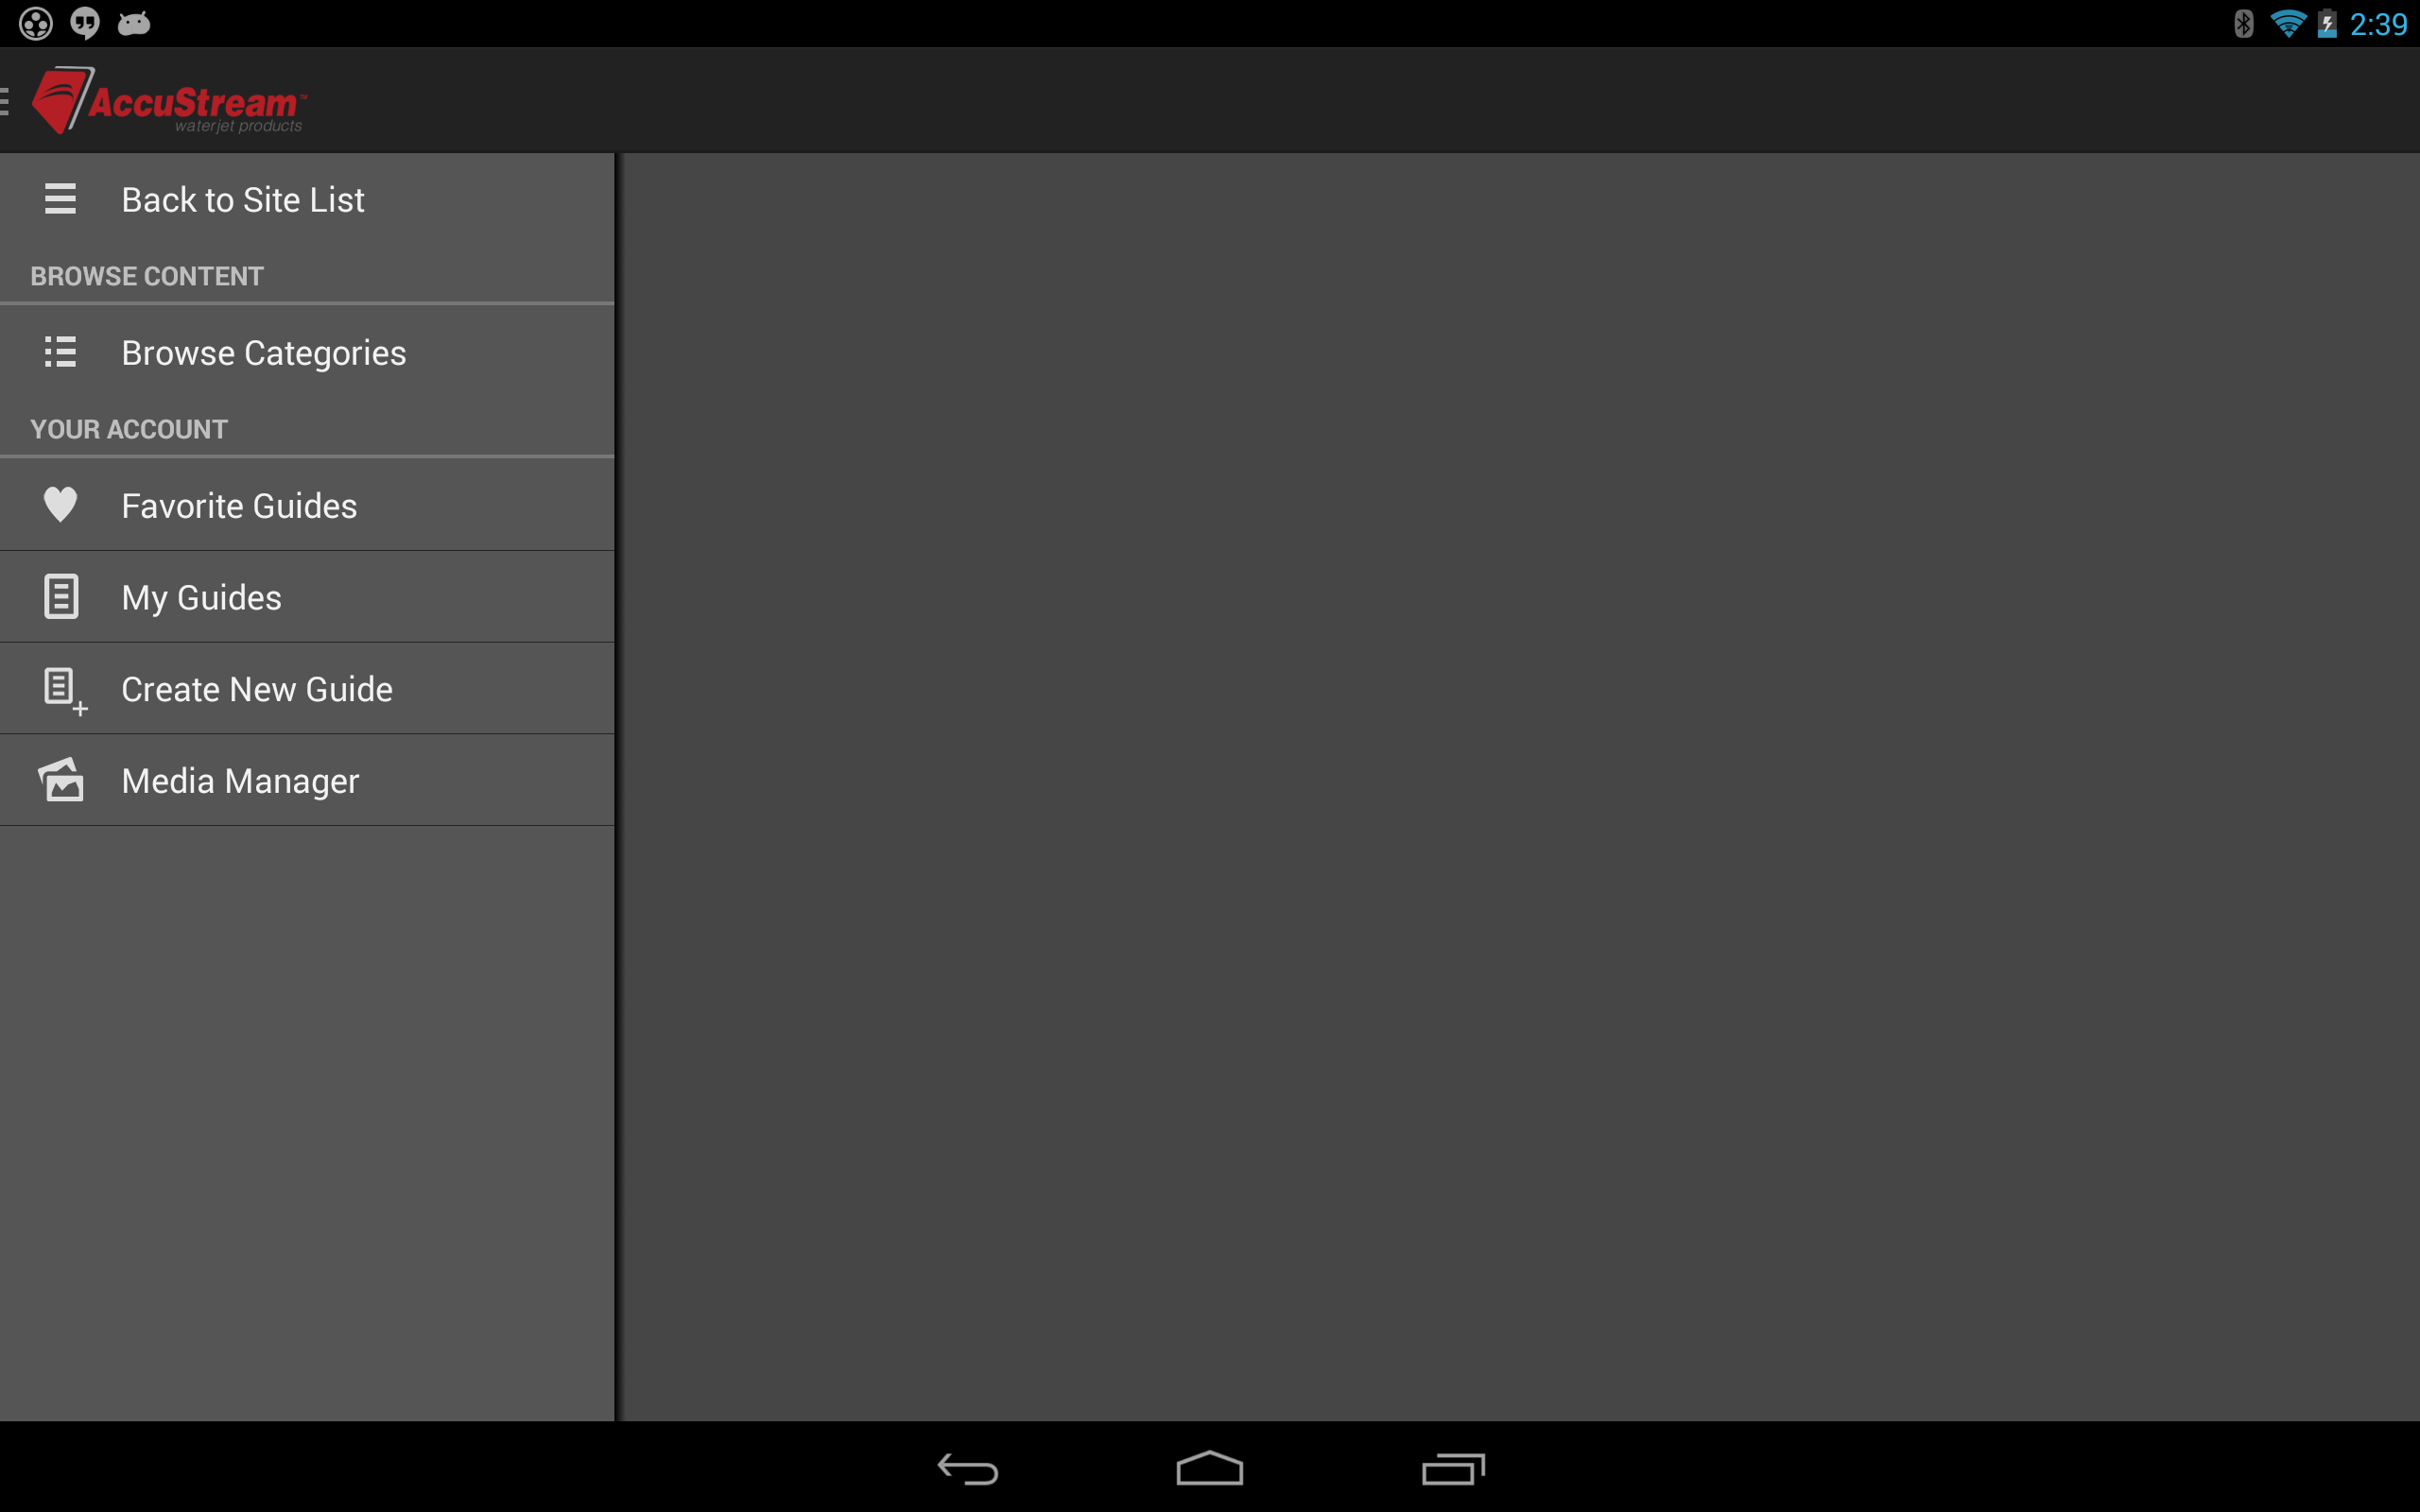 2:39
AccuStream™
waterjet products
Back to Site List
BROWSE CONTENT
Browse Categories
YOUR ACCOUNT
Favorite Guides
My Guides
Create New Guide
Media Manager